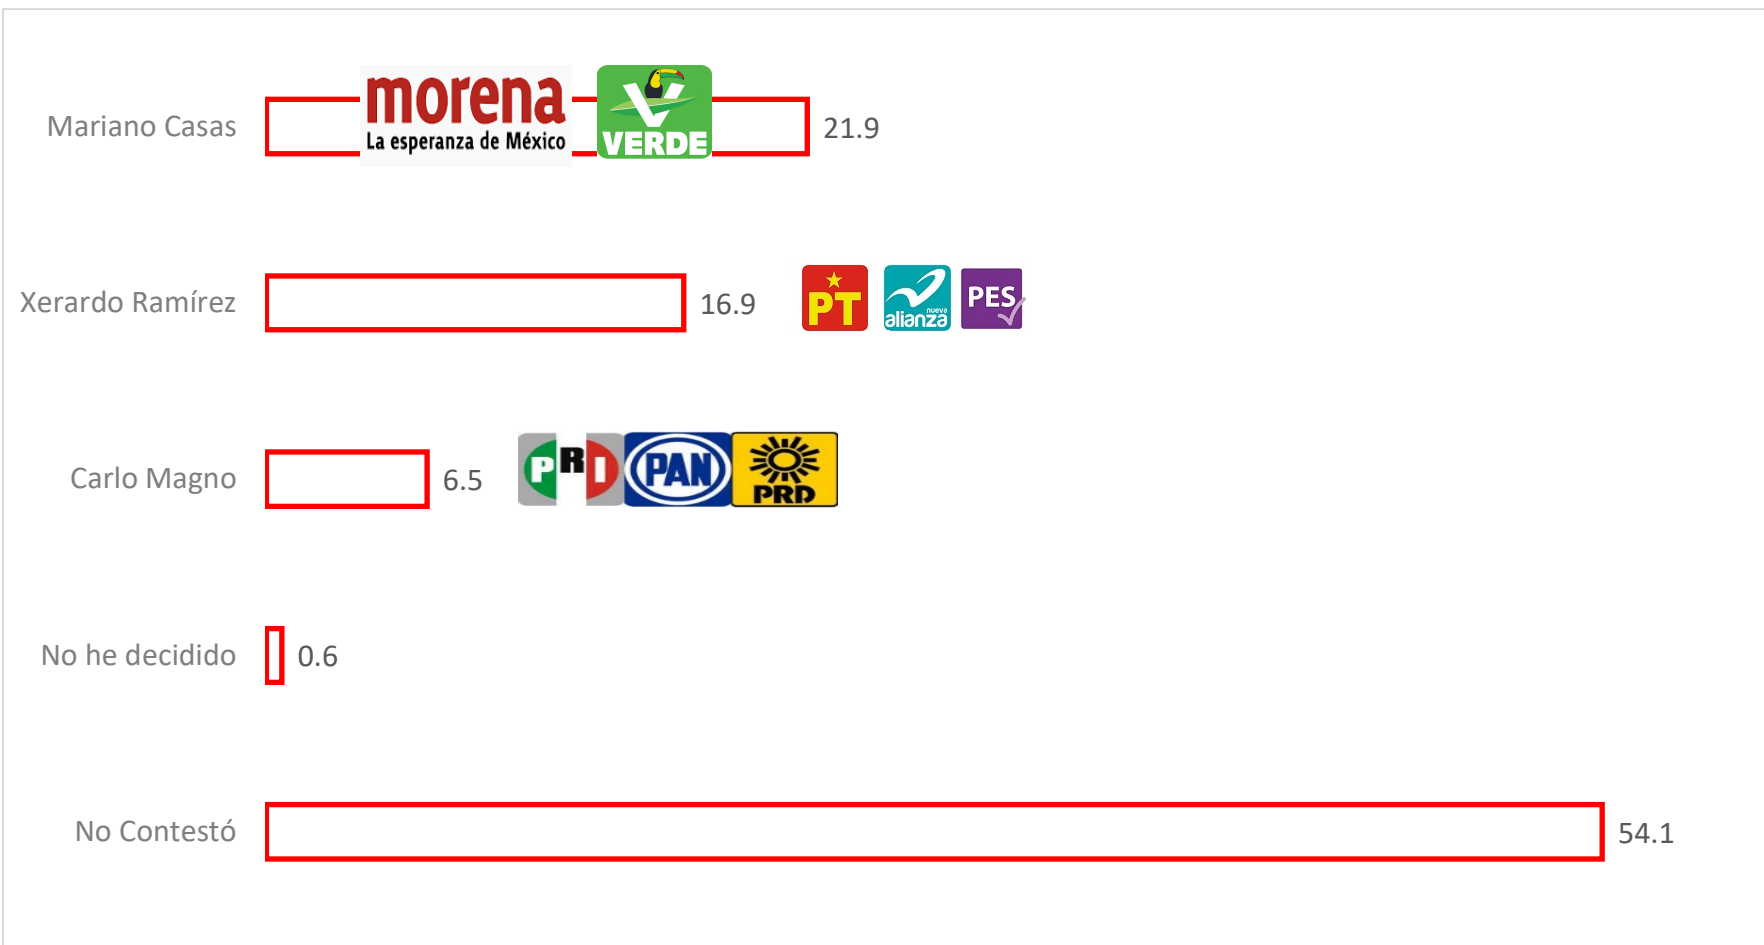 Mariano Casas
morena
La esperanza de México
VERDE
21.9
Xerardo Ramírez
16.9
PT
nueva
alianza
PES
Carlo Magno
6.5
PRI
PAN
PRD
No he decidido
0.6
No Contestó
54.1